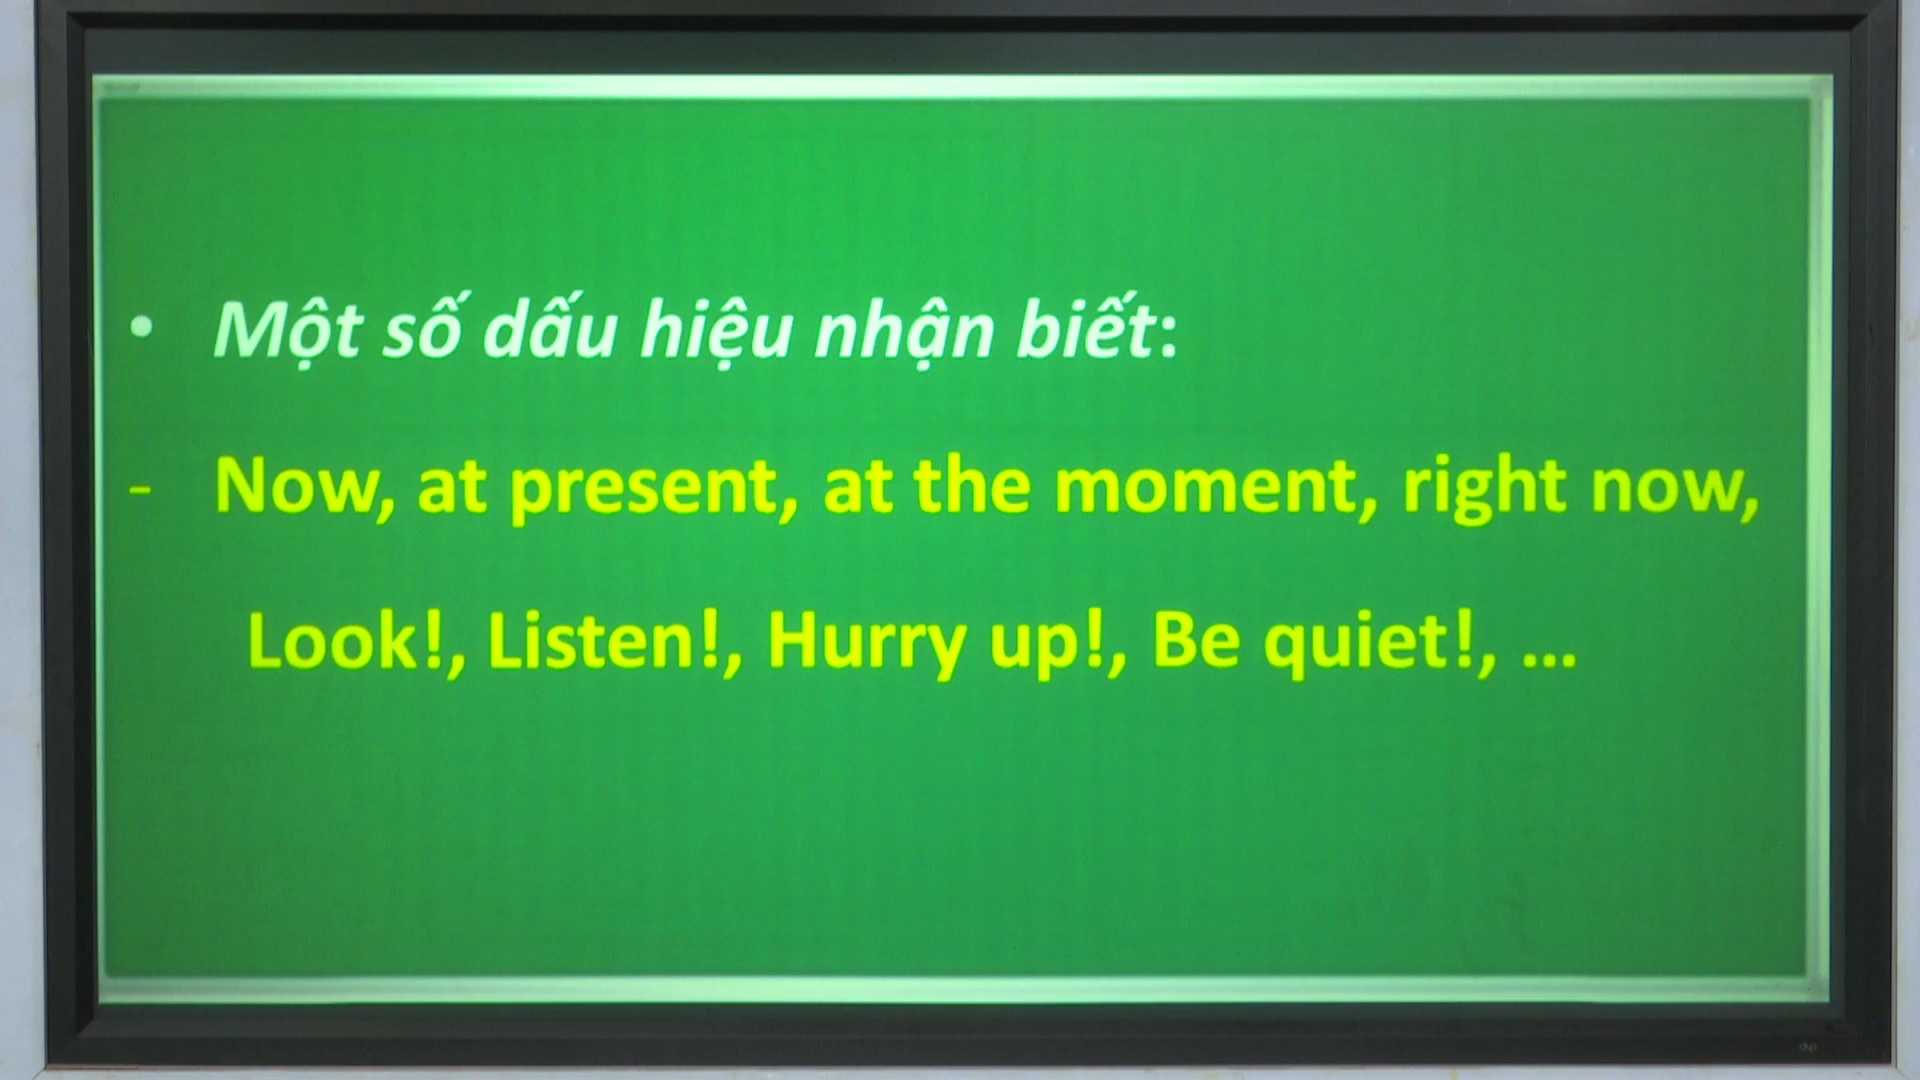 • Một số dấu hiệu nhận biết:
- Now, at present, at the moment, right now,
Look!, Listen!, Hurry up!, Be quiet!, ...